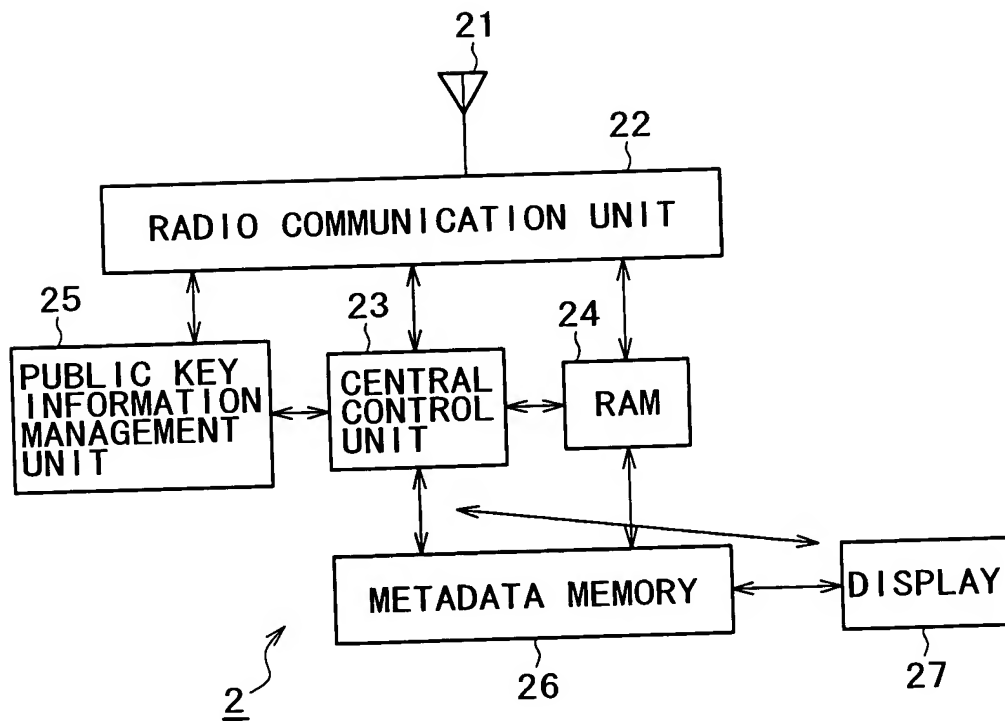 21
22
RADIO COMMUNICATION UNIT
25
23
24
PUBLIC KEY
INFORMATION
MANAGEMENT
UNIT
CENTRAL
CONTROL
UNIT
RAM
METADATA MEMORY
DISPLAY
2
26
27